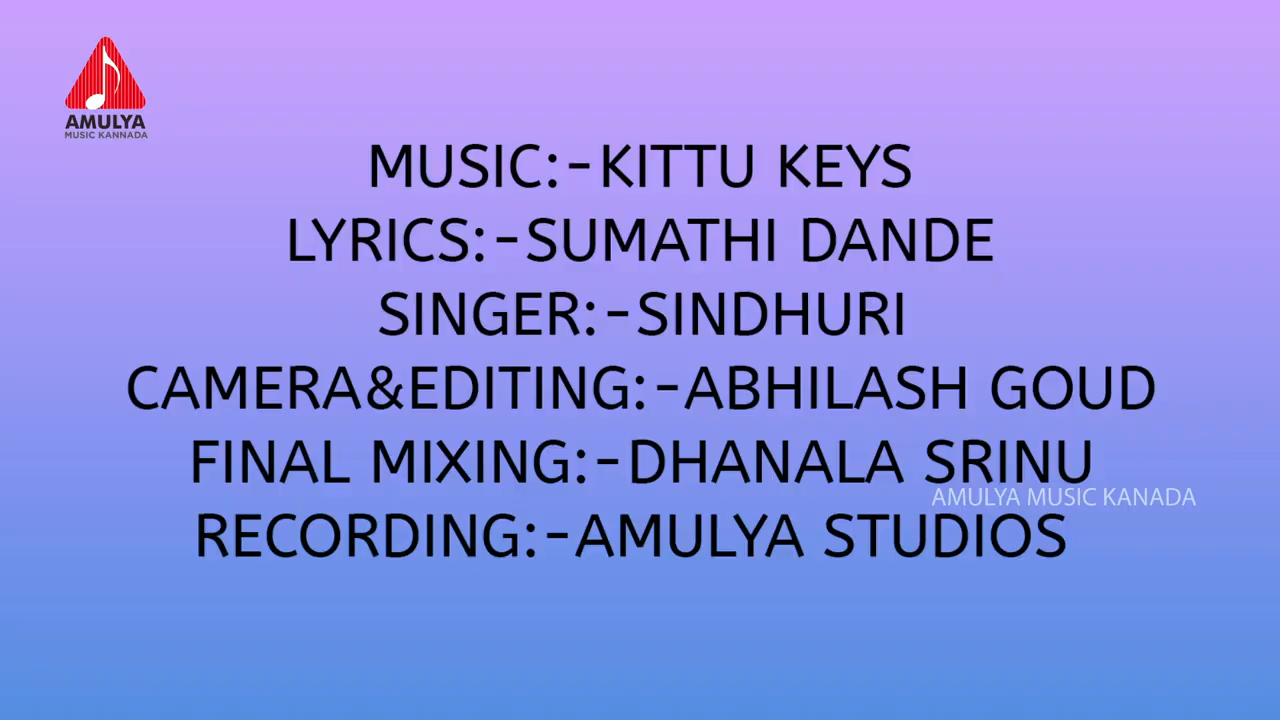 AMULYA
MUSIC KANNADA
MUSIC:-KITTU KEYS
LYRICS:-SUMATHI DANDE
SINGER:-SINDHURI
CAMERA&EDITING:-ABHILASH GOUD
FINAL MIXING:-DHANALA SRINU
AMULYA MUSIC KANADA
RECORDING:-AMULYA STUDIOS